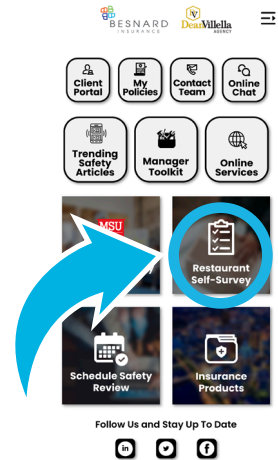 BESNARD
INSURANCE
DeanVillella
AGENCY
Client
Portal
My
Policies
Contact
Team
Online
Chat
Trending
Safety
Articles
Manager
Toolkit
Online
Services
MSU
Restaurant
Self-Survey
Schedule Safety
Review
Insurance
Products
Follow Us and Stay Up To Date
in
f